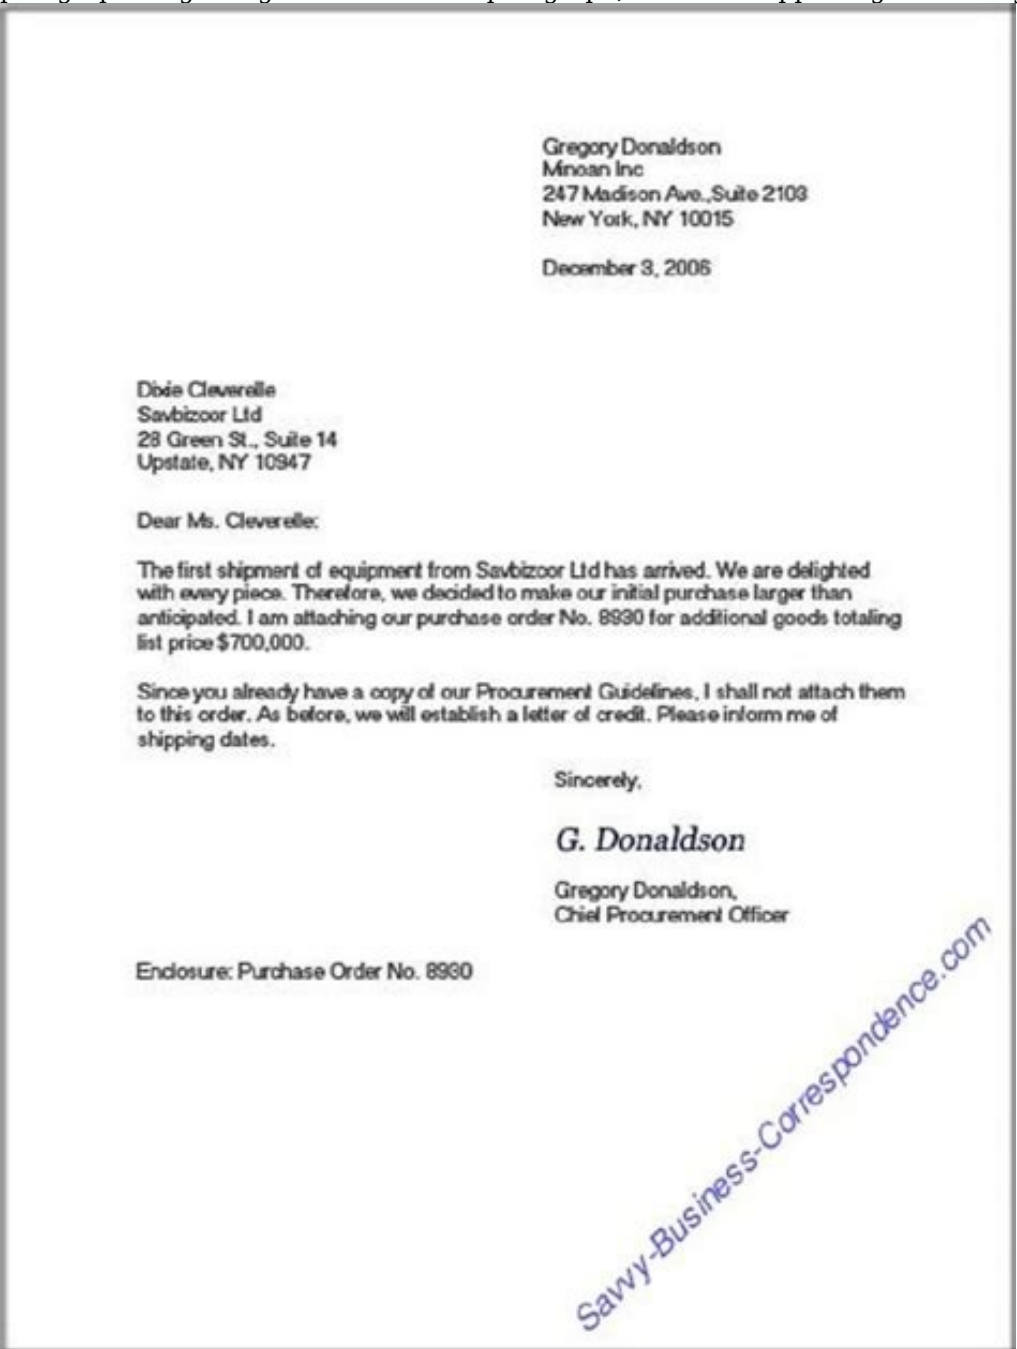 Gregory Donaldson
Minoan Inc
247 Madison Ave.,Suite 2103
New York, NY 10015
December 3, 2006
Dixie Cleverelle
Savbizoor Ltd
28 Green St., Suite 14
Upstate, NY 10947
Dear Ms. Cleverelle:
The first shipment of equipment from Savbizoor Ltd has arrived. We are delighted
with every piece. Therefore, we decided to make our initial purchase larger than
anticipated. I am attaching our purchase order No. 8930 for additional goods totaling
list price $700,000.
Since you already have a copy of our Procurement Guidelines, I shall not attach them
to this order. As before, we will establish a letter of credit. Please inform me of
shipping dates.
Sincerely,
G. Donaldson
Gregory Donaldson,
Chief Procurement Officer
Enclosure: Purchase Order No. 8930
Savvy-Business-Correspondence.com